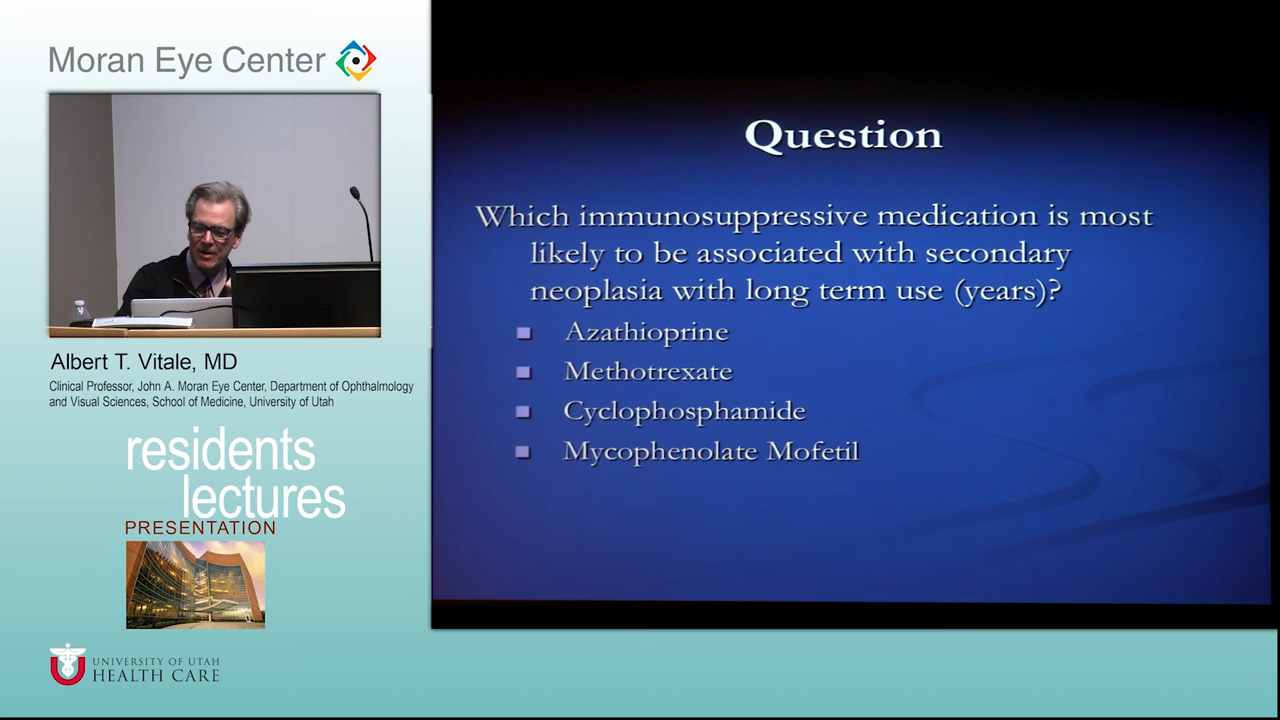 Moran Eye Center
Albert T. Vitale, MD
Clinical Professor, John A. Moran Eye Center, Department of Ophthalmology
and Visual Sciences, School of Medicine, University of Utah
residents
lectures
PRESENTATION
UNIVERSITY OF UTAH
HEALTH CARE
Question
Which immunosuppressive medication is most
likely to be associated with secondary
neoplasia with long term use (years)?
Azathioprine
Methotrexate
Cyclophosphamide
Mycophenolate Mofetil